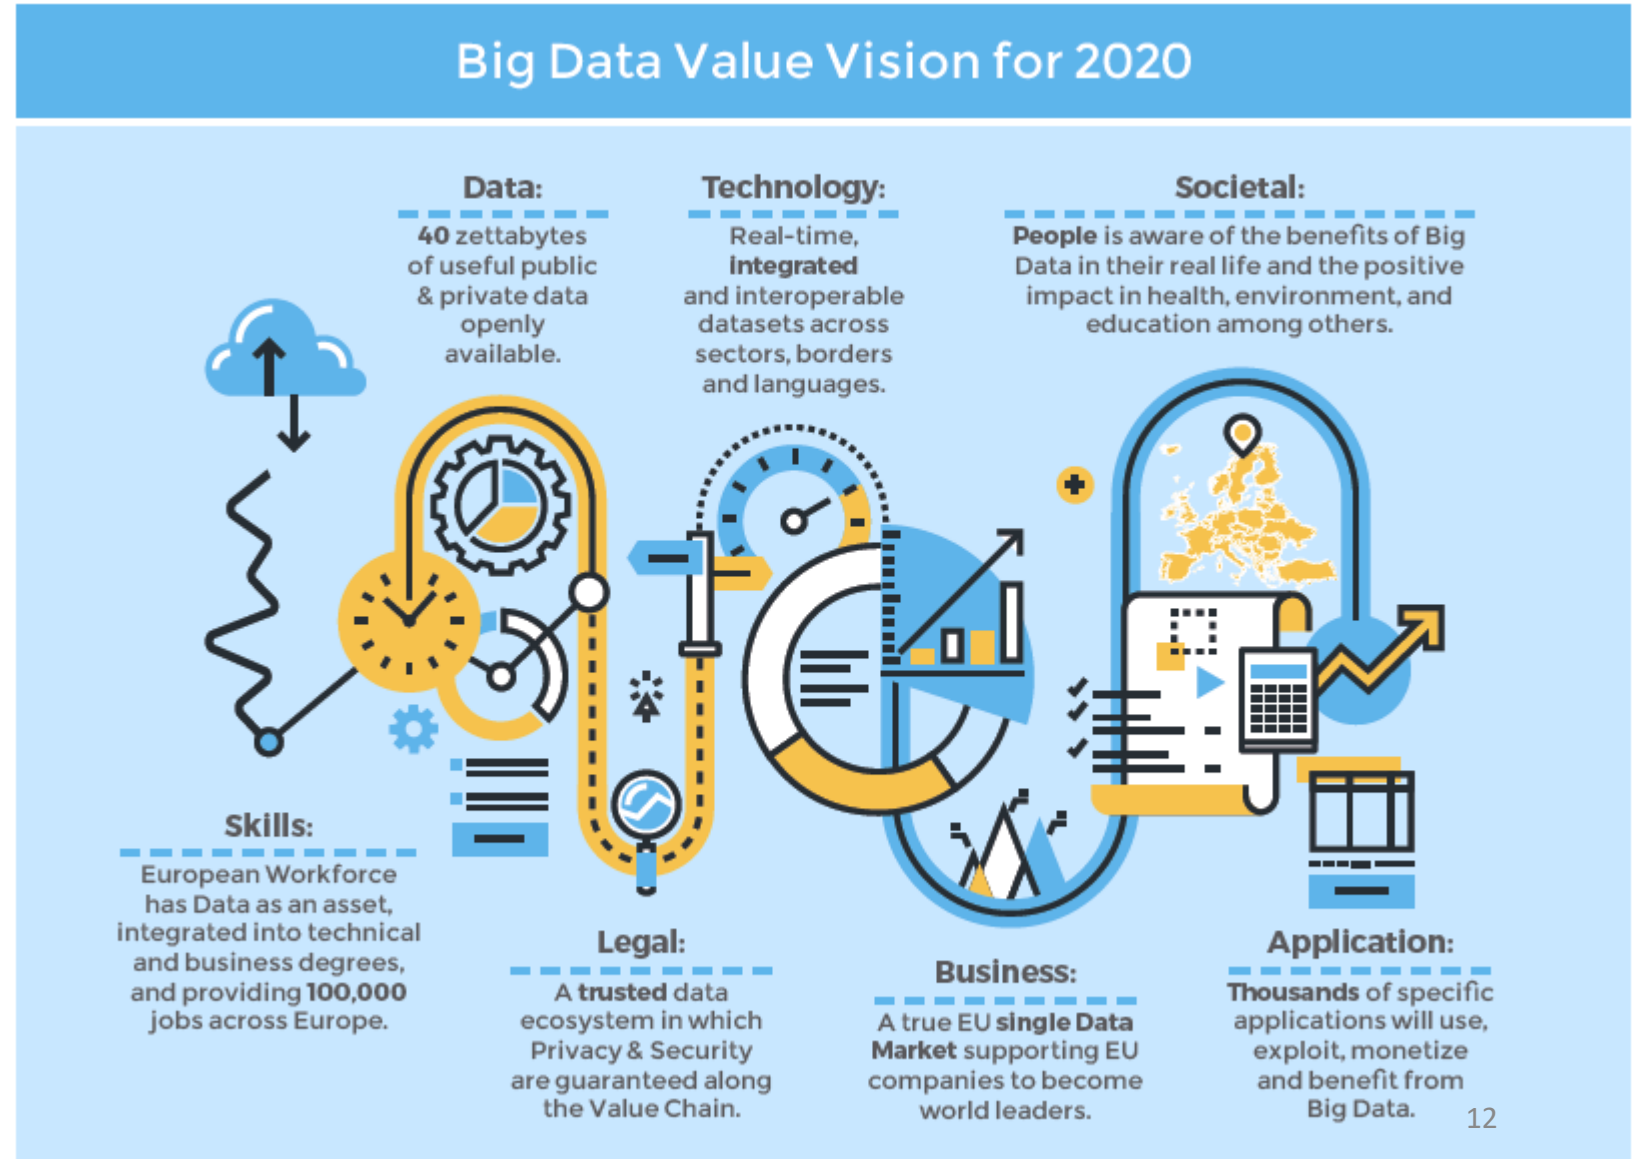 Big Data Value Vision for 2020
Data:
40 zettabytes
of useful public
& private data
openly
available.
Technology:
Real-time,
integrated
and interoperable
datasets across
sectors, borders
and languages.
Societal:
People is aware of the benefits of Big
Data in their real life and the positive
impact in health, environment, and
education among others.
Skills:
European Workforce
has Data as an asset,
integrated into technical
and business degrees,
and providing 100,000
jobs across Europe.
Legal:
A trusted data
ecosystem in which
Privacy & Security
are guaranteed along
the Value Chain.
Business:
A true EU single Data
Market supporting EU
companies to become
world leaders.
Application:
Thousands of specific
applications will use,
exploit, monetize
and benefit from
Big Data.
12